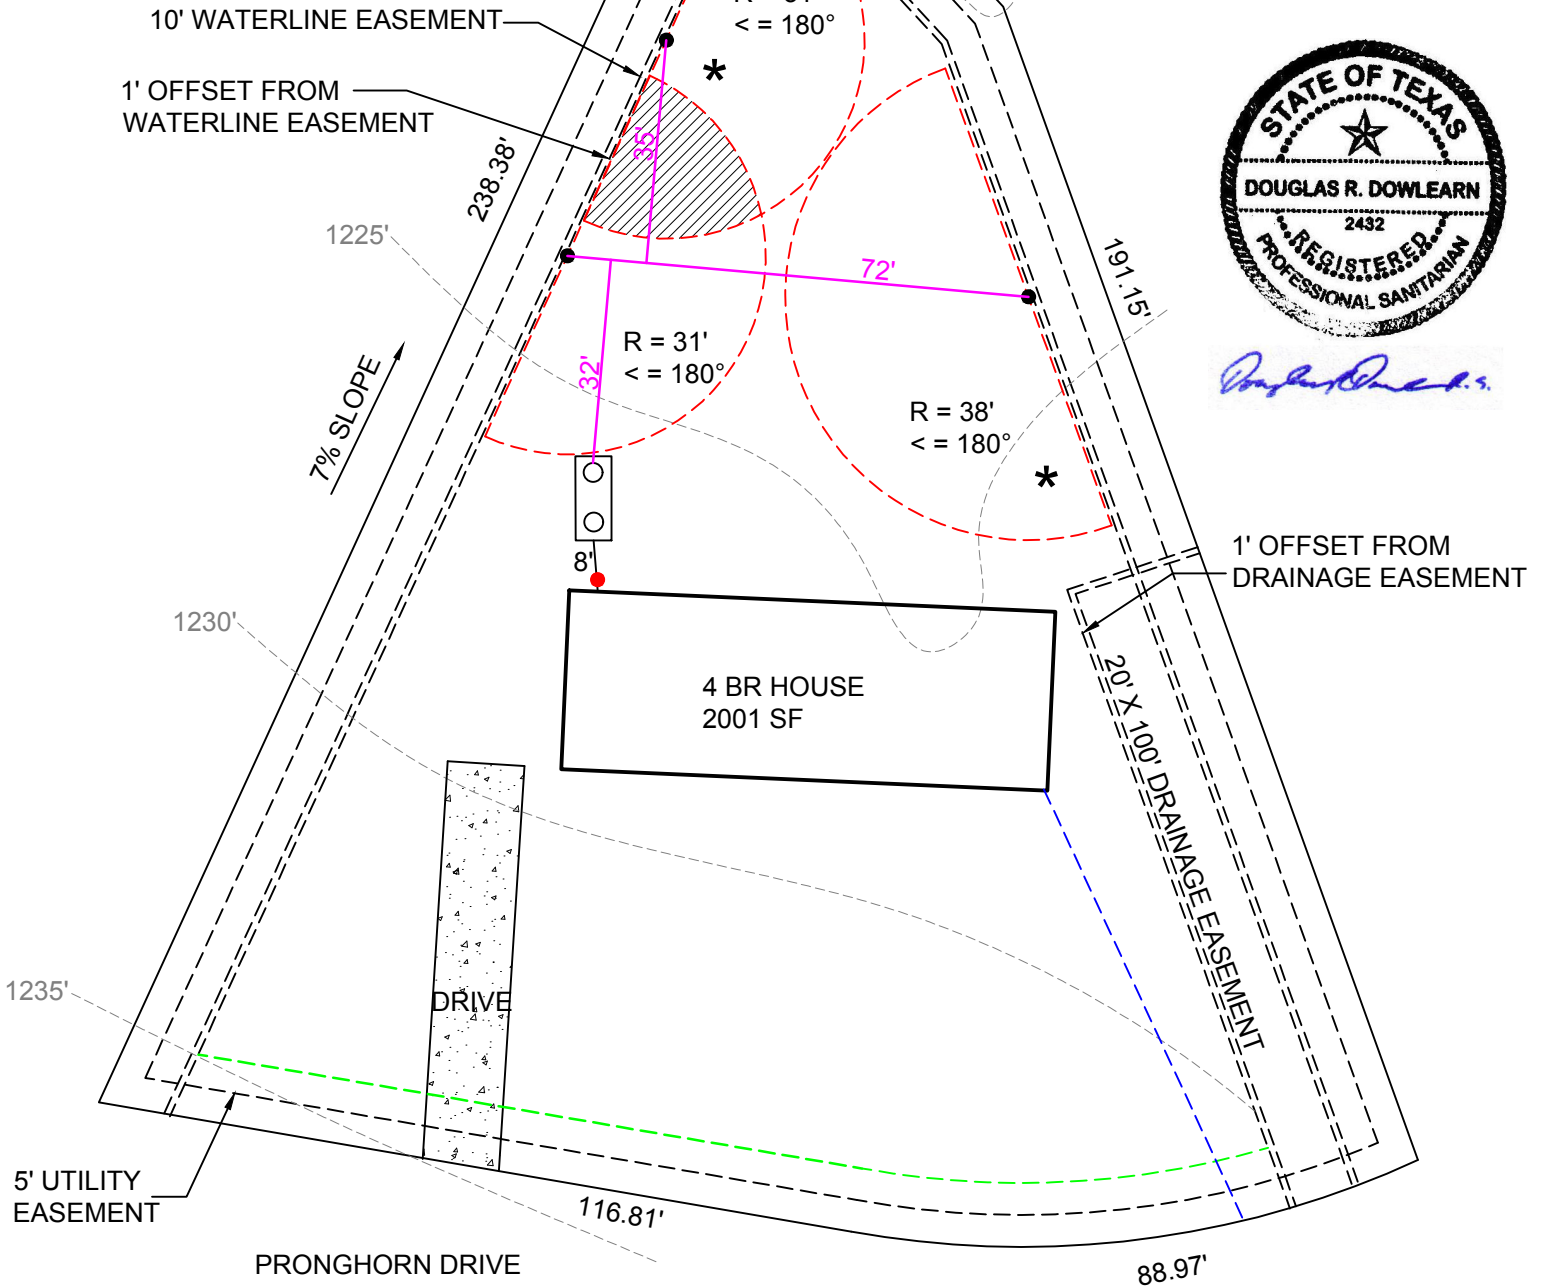 10' WATERLINE EASEMENT
< = 180°
*
1' OFFSET FROM
WATERLINE EASEMENT
238.38'
35'
1225'
72'
191.15'
STATE OF TEXAS
DOUGLAS R. DOWLEARN
2432
REGISTERED
PROFESSIONAL SANITARIAN
R = 31'
< = 180°
32'
7% SLOPE
R = 38'
< = 180°
*
8'
1' OFFSET FROM
DRAINAGE EASEMENT
1230'
4 BR HOUSE
2001 SF
20' X 100' DRAINAGE EASEMENT
1235'
DRIVE
5' UTILITY
EASEMENT
116.81'
PRONGHORN DRIVE
88.97'